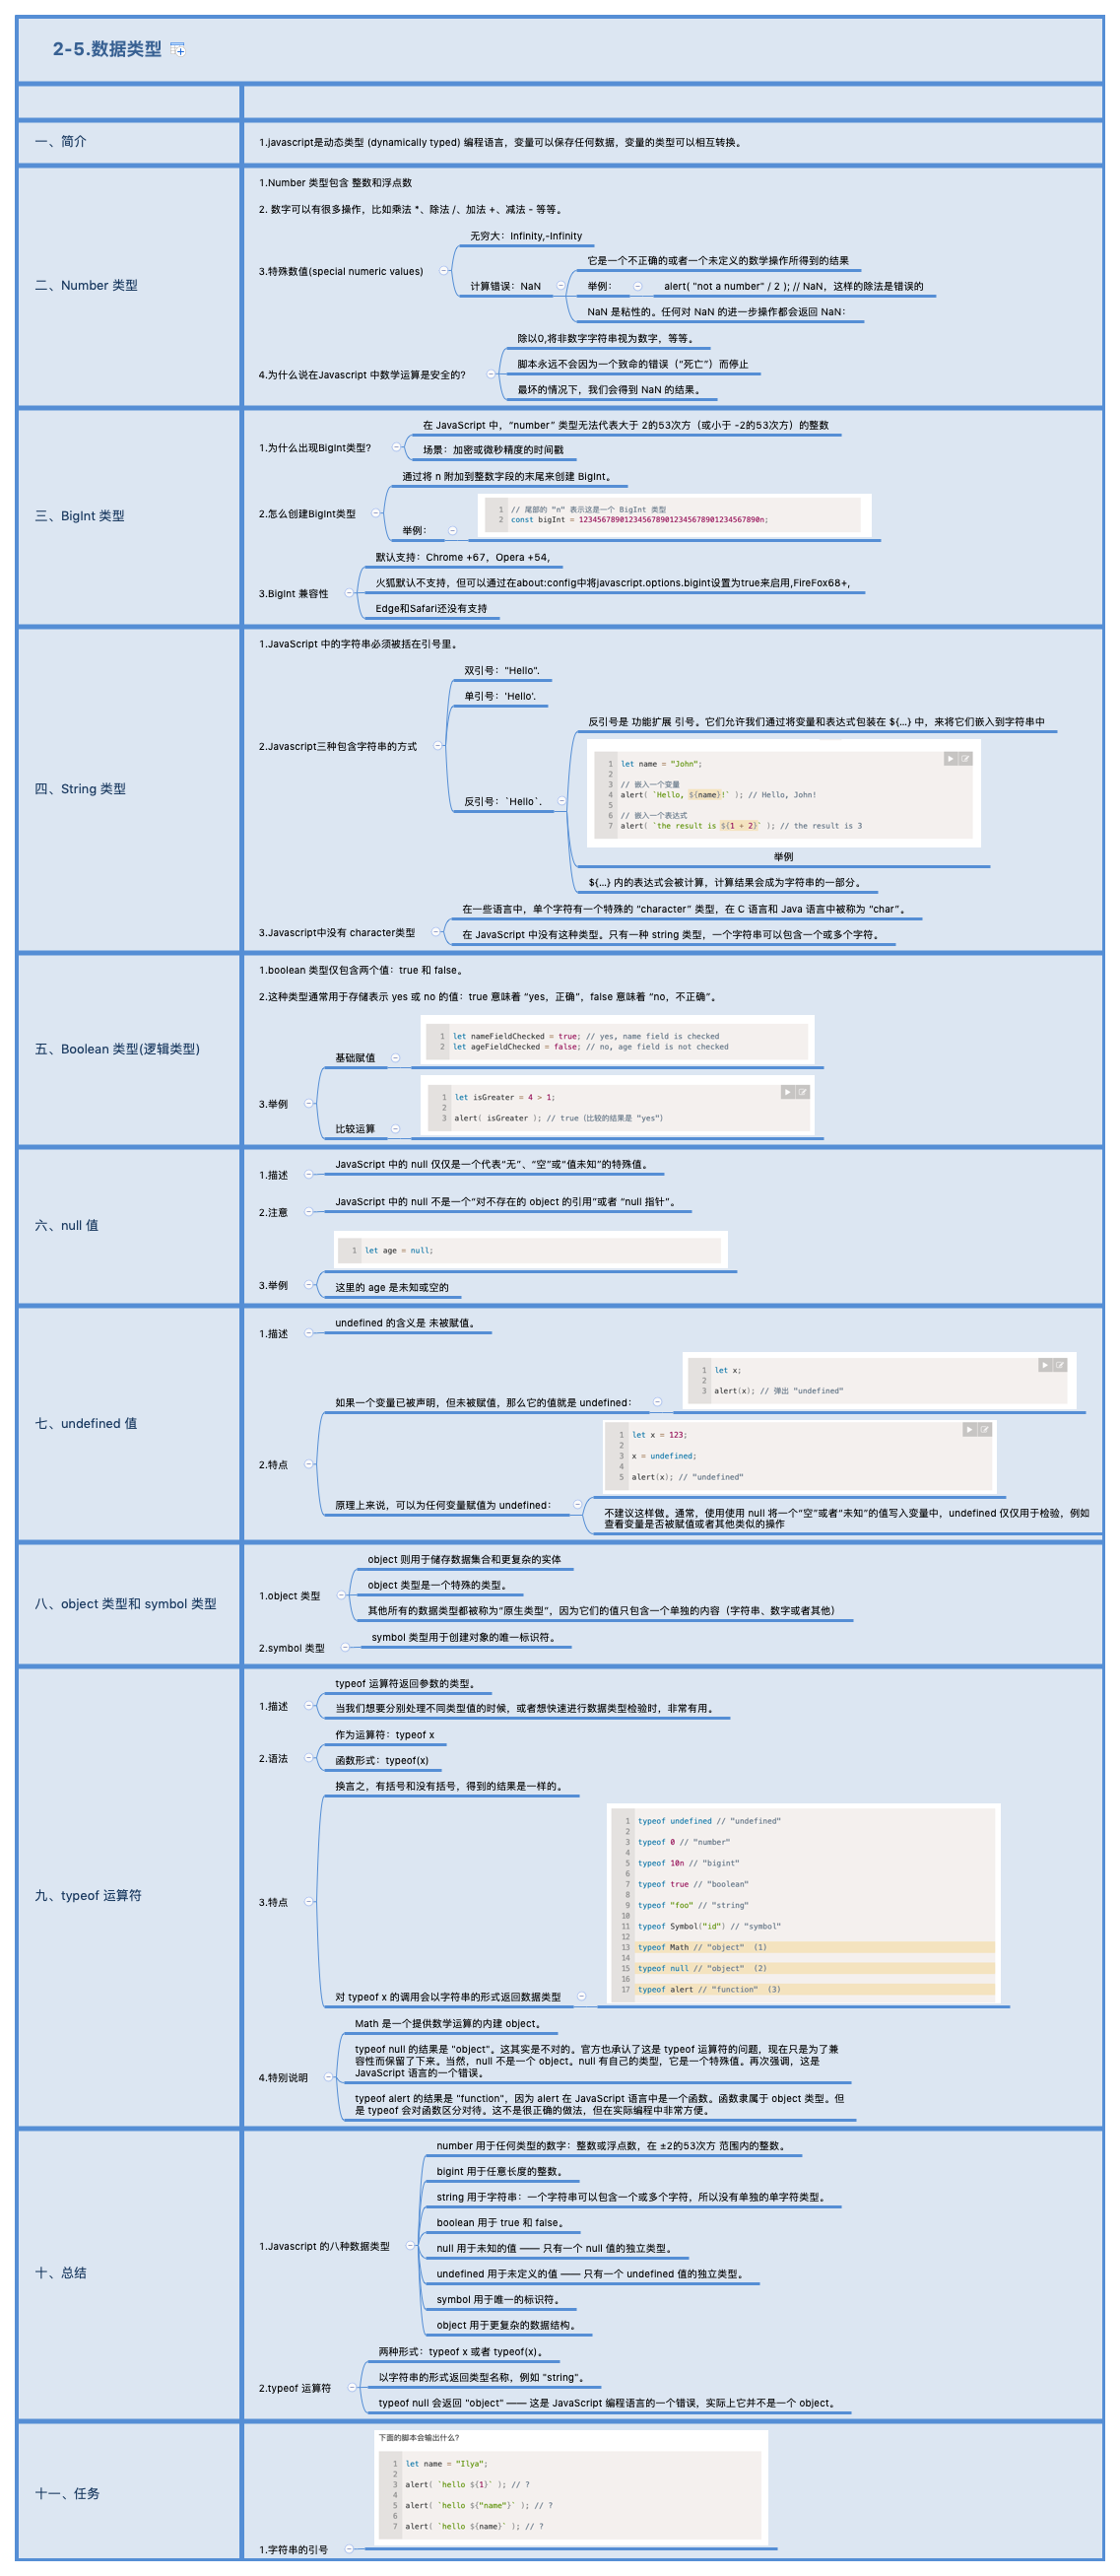 2-5.数据类型
一、简介
1.javascript是动态类型 (dynamically typed) 编程语言，变量可以保存任何数据，变量的类型可以相互转换。
二、Number 类型
1.Number 类型包含 整数和浮点数
2. 数字可以有很多操作，比如乘法 *、除法 /、加法 +、减法 - 等等。
3.特殊数值(special numeric values)
无穷大：Infinity,-Infinity
计算错误：NaN
它是一个不正确的或者一个未定义的数学操作所得到的结果
举例：
alert( "not a number" / 2 ); // NaN，这样的除法是错误的
NaN 是粘性的。任何对 NaN 的进一步操作都会返回 NaN：
4.为什么说在Javascript 中数学运算是安全的?
除以0,将非数字字符串视为数字，等等。
脚本永远不会因为一个致命的错误（“死亡”）而停止
最坏的情况下，我们会得到 NaN 的结果。
三、BigInt 类型
1.为什么出现BigInt类型?
在 JavaScript 中，“number” 类型无法代表大于 2的53次方（或小于 -2的53次方）的整数
场景：加密或微秒精度的时间戳
2.怎么创建BigInt类型
通过将 n 附加到整数字段的末尾来创建 BigInt。
举例：
1 // 尾部的 "n" 表示这是一个 BigInt 类型
2 const bigInt = 1234567890123456789012345678901234567890n;
3.BigInt 兼容性
默认支持：Chrome +67，Opera +54,
火狐默认不支持，但可以通过在about:config中将javascript.options.bigint设置为true来启用,FireFox68+,
Edge和Safari还没有支持
四、String 类型
1.JavaScript 中的字符串必须被括在引号里。
2.Javascript三种包含字符串的方式
双引号："Hello".
单引号：'Hello'.
反引号：`Hello`.
反引号是 功能扩展 引号。它们允许我们通过将变量和表达式包装在 ${…} 中，来将它们嵌入到字符串中
1 let name = "John";
2
3 // 嵌入一个变量
4 alert( `Hello, ${name}!` ); // Hello, John!
5
6 // 嵌入一个表达式
7 alert( `the result is ${1 + 2}` ); // the result is 3
举例
${…} 内的表达式会被计算，计算结果会成为字符串的一部分。
3.Javascript中没有 character类型
在一些语言中，单个字符有一个特殊的 “character” 类型，在 C 语言和 Java 语言中被称为 “char”。
在 JavaScript 中没有这种类型。只有一种 string 类型，一个字符串可以包含一个或多个字符。
五、Boolean 类型(逻辑类型)
1.boolean 类型仅包含两个值：true 和 false。
2.这种类型通常用于存储表示 yes 或 no 的值：true 意味着 “yes，正确”，false 意味着 “no，不正确”。
3.举例
基础赋值
1 let nameFieldChecked = true; // yes, name field is checked
2 let ageFieldChecked = false; // no, age field is not checked
比较运算
1 let isGreater = 4 > 1;
2
3 alert( isGreater ); // true（比较的结果是 "yes"）
六、null 值
1.描述
JavaScript 中的 null 仅仅是一个代表“无”、“空”或“值未知”的特殊值。
2.注意
JavaScript 中的 null 不是一个“对不存在的 object 的引用”或者 “null 指针”。
3.举例
1 let age = null;
这里的 age 是未知或空的
七、undefined 值
1.描述
undefined 的含义是 未被赋值。
2.特点
如果一个变量已被声明，但未被赋值，那么它的值就是 undefined：
1 let x;
2
3 alert(x); // 弹出 "undefined"
原理上来说，可以为任何变量赋值为 undefined：
1 let x = 123;
2
3 x = undefined;
4
5 alert(x); // "undefined"
不建议这样做。通常，使用使用 null 将一个“空”或者“未知”的值写入变量中，undefined 仅仅用于检验，例如
查看变量是否被赋值或者其他类似的操作
八、object 类型和 symbol 类型
1.object 类型
object 则用于储存数据集合和更复杂的实体
object 类型是一个特殊的类型。
其他所有的数据类型都被称为“原生类型”，因为它们的值只包含一个单独的内容（字符串、数字或者其他）
2.symbol 类型
symbol 类型用于创建对象的唯一标识符。
九、typeof 运算符
1.描述
typeof 运算符返回参数的类型。
当我们想要分别处理不同类型值的时候，或者想快速进行数据类型检验时，非常有用。
2.语法
作为运算符：typeof x
函数形式：typeof(x)
3.特点
换言之，有括号和没有括号，得到的结果是一样的。
对 typeof x 的调用会以字符串的形式返回数据类型
1 typeof undefined // "undefined"
2
3 typeof 0 // "number"
4
5 typeof 10n // "bigint"
6
7 typeof true // "boolean"
8
9 typeof "foo" // "string"
10
11 typeof Symbol("id") // "symbol"
12
13 typeof Math // "object"  (1)
14
15 typeof null // "object"  (2)
16
17 typeof alert // "function"  (3)
4.特别说明
Math 是一个提供数学运算的内建 object。
typeof null 的结果是 "object"。这其实是不对的。官方也承认了这是 typeof 运算符的问题，现在只是为了兼
容性而保留了下来。当然，null 不是一个 object。null 有自己的类型，它是一个特殊值。再次强调，这是
JavaScript 语言的一个错误。
typeof alert 的结果是 "function"，因为 alert 在 JavaScript 语言中是一个函数。函数隶属于 object 类型。但
是 typeof 会对函数区分对待。这不是很正确的做法，但在实际编程中非常方便。
十、总结
1.Javascript 的八种数据类型
number 用于任何类型的数字：整数或浮点数，在 ±2的53次方 范围内的整数。
bigint 用于任意长度的整数。
string 用于字符串：一个字符串可以包含一个或多个字符，所以没有单独的单字符类型。
boolean 用于 true 和 false。
null 用于未知的值 —— 只有一个 null 值的独立类型。
undefined 用于未定义的值 —— 只有一个 undefined 值的独立类型。
symbol 用于唯一的标识符。
object 用于更复杂的数据结构。
2.typeof 运算符
两种形式：typeof x 或者 typeof(x)。
以字符串的形式返回类型名称，例如 "string"。
typeof null 会返回 "object" —— 这是 JavaScript 编程语言的一个错误，实际上它并不是一个 object。
十一、任务
1.字符串的引号
下面的脚本会输出什么？
1 let name = "Ilya";
2
3 alert( `hello ${1}` ); // ?
4
5 alert( `hello ${"name"}` ); // ?
6
7 alert( `hello ${name}` ); // ?